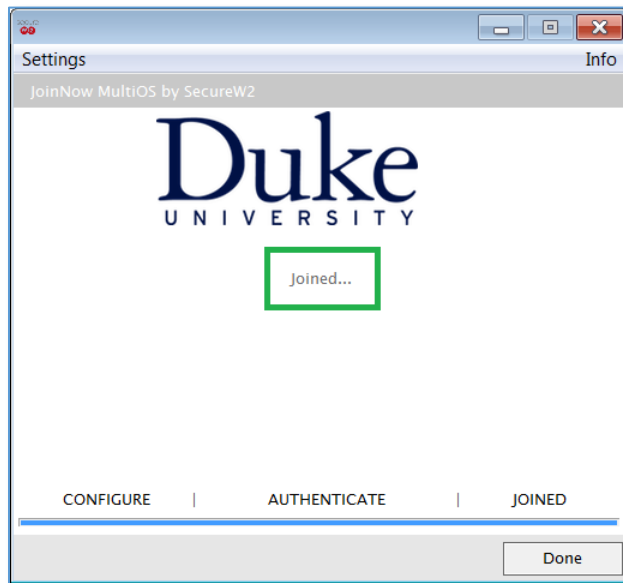 Settings Info
JoinNow MultiOS by SecureW2
Duke
UNIVERSITY
Joined...
CONFIGURE | AUTHENTICATE | JOINED
Done